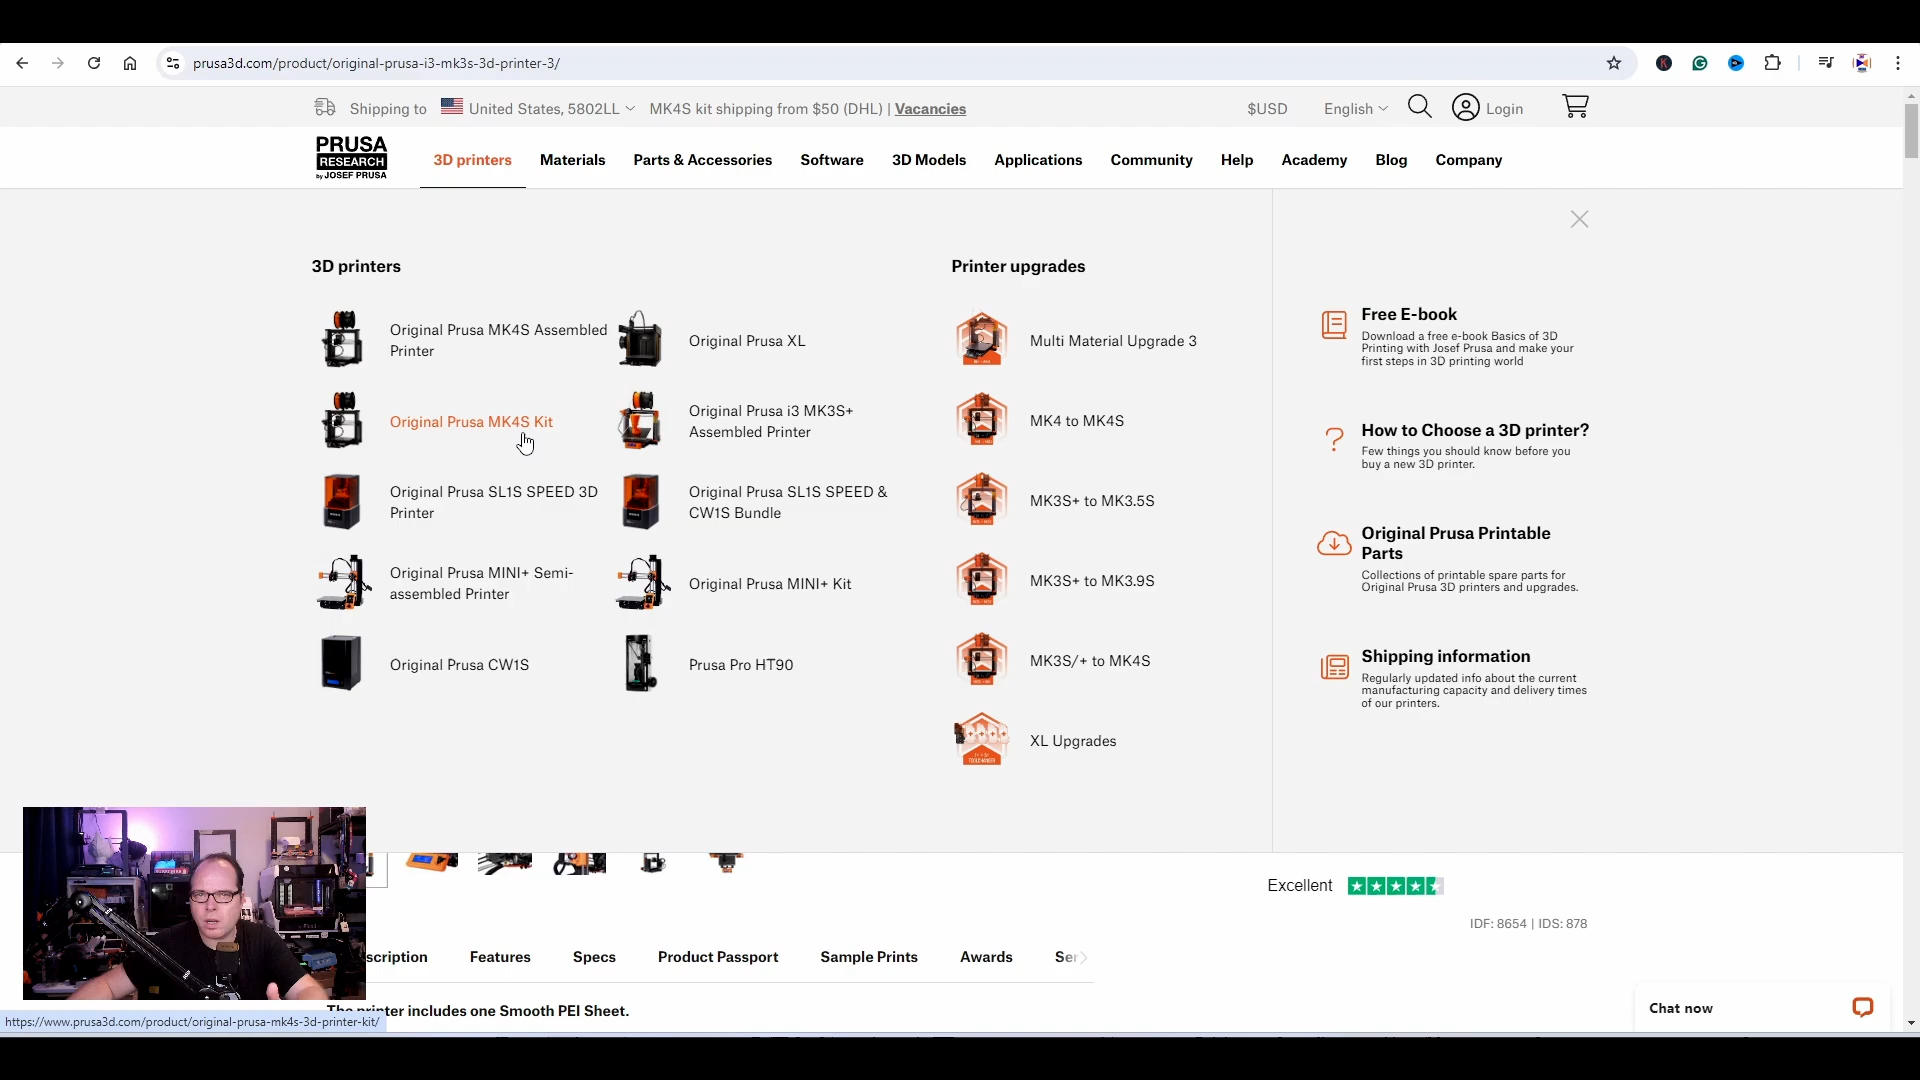 prusa3d.com/product/original-prusa-i3-mk3s-3d-printer-3/
Shipping to United States, 5802LL MK4S kit shipping from $50 (DHL) | Vacancies $USD English Login
PRUSA
RESEARCH
by JOSEF PRUSA
3D printers Materials Parts & Accessories Software 3D Models Applications Community Help Academy Blog Company
3D printers
Original Prusa MK4S Assembled
Printer
Original Prusa XL
Original Prusa MK4S Kit
Original Prusa i3 MK3S+
Assembled Printer
Original Prusa SL1S SPEED 3D
Printer
Original Prusa SL1S SPEED &
CW1S Bundle
Original Prusa MINI+ Semi-
assembled Printer
Original Prusa MINI+ Kit
Original Prusa CW1S
Prusa Pro HT90
Printer upgrades
Multi Material Upgrade 3
MK4 to MK4S
MK3S+ to MK3.5S
MK3S+ to MK3.9S
MK3S/+ to MK4S
XL Upgrades
Free E-book
Download a free e-book Basics of 3D
Printing with Josef Prusa and make your
first steps in 3D printing world
How to Choose a 3D printer?
Few things you should know before you
buy a new 3D printer.
Original Prusa Printable
Parts
Collections of printable spare parts for
Original Prusa 3D printers and upgrades.
Shipping information
Regularly updated info about the current
manufacturing capacity and delivery times
of our printers.
Excellent
IDF: 8654 | IDS: 878
scription Features Specs Product Passport Sample Prints Awards Ser
The printer includes one Smooth PEI Sheet.
Chat now
https://www.prusa3d.com/product/original-prusa-mk4s-3d-printer-kit/